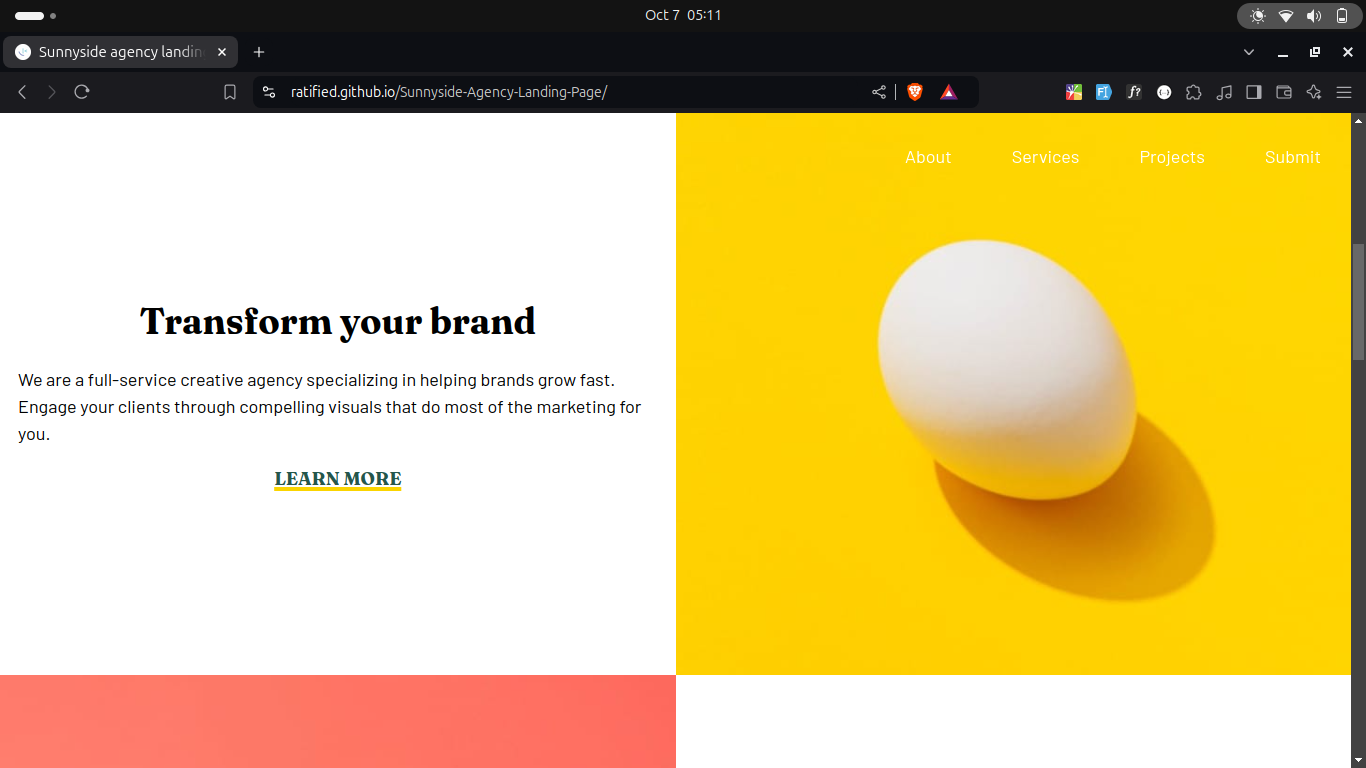 Oct 7 05:11
Sunnyside agency landin
ratified.github.io/Sunnyside-Agency-Landing-Page/
f?
About Services Projects Submit
Transform your brand
We are a full-service creative agency specializing in helping brands grow fast.
Engage your clients through compelling visuals that do most of the marketing for
you.
LEARN MORE